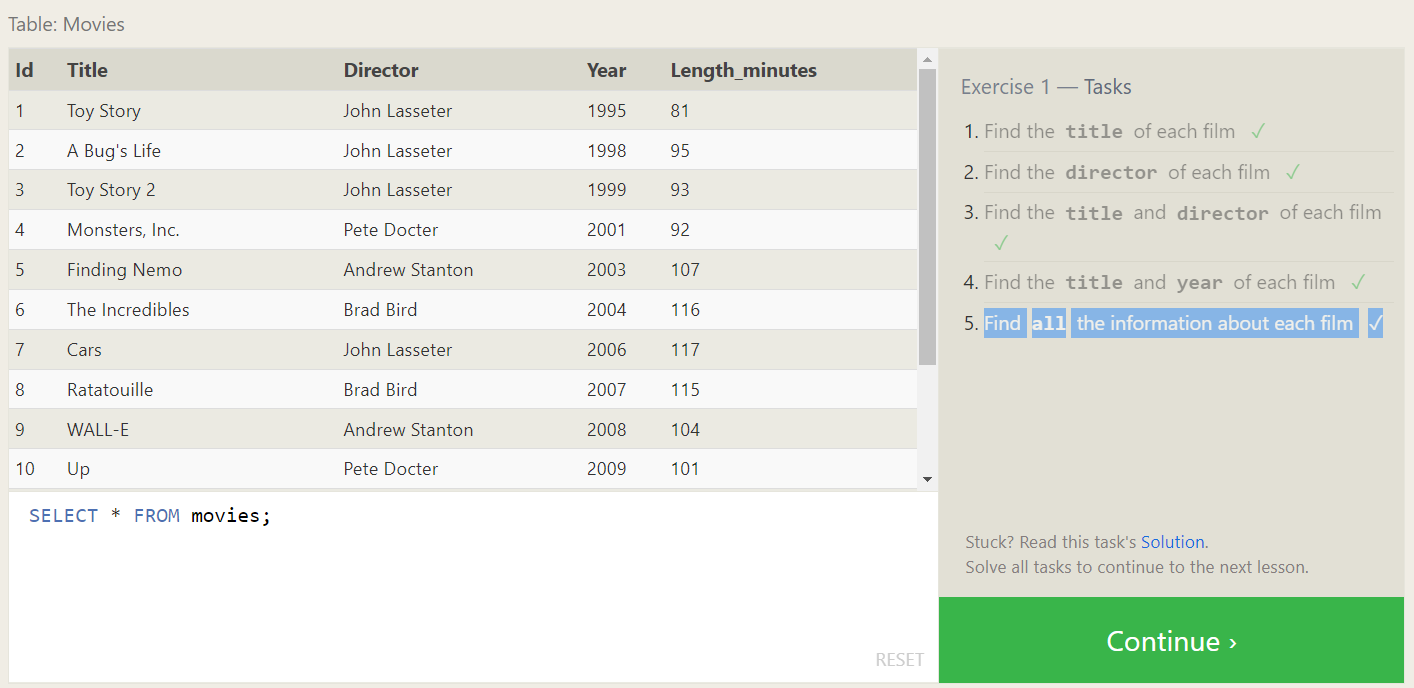 Table: Movies
Id Title Director Year Length_minutes
1 Toy Story John Lasseter 1995 81
2 A Bug's Life John Lasseter 1998 95
3 Toy Story 2 John Lasseter 1999 93
4 Monsters, Inc. Pete Docter 2001 92
5 Finding Nemo Andrew Stanton 2003 107
6 The Incredibles Brad Bird 2004 116
7 Cars John Lasseter 2006 117
8 Ratatouille Brad Bird 2007 115
9 WALL-E Andrew Stanton 2008 104
10 Up Pete Docter 2009 101
SELECT * FROM movies;
RESET
Exercise 1 — Tasks
1. Find the title of each film ✓
2. Find the director of each film ✓
3. Find the title and director of each film
✓
4. Find the title and year of each film ✓
5. Find all the information about each film ✓
Stuck? Read this task's Solution.
Solve all tasks to continue to the next lesson.
Continue ›